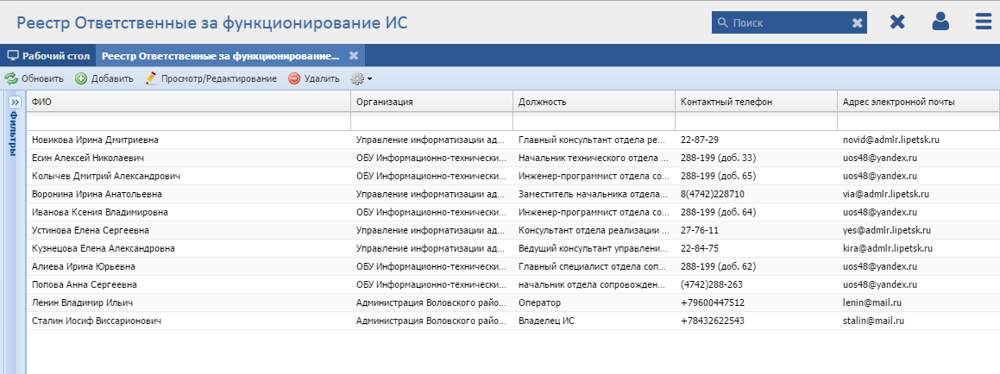 Реестр Ответственные за функционирование ИС
Поиск
Рабочий стол Реестр Ответственные за функционирование...
Обновить Добавить Просмотр/Редактирование Удалить
Фильтры
ФИО Организация Должность Контактный телефон Адрес электронной почты
Новикова Ирина Дмитриевна Управление информатизации ад... Главный консультант отдела ре... 22-87-29 novid@admlr.lipetsk.ru
Есин Алексей Николаевич ОБУ Информационно-технически... Начальник технического отдела ... 288-199 (доб. 33) uos48@yandex.ru
Колычев Дмитрий Александрович ОБУ Информационно-технически... Инженер-программист отдела со... 288-199 (доб. 65) uos48@yandex.ru
Воронина Ирина Анатольевна Управление информатизации ад... Заместитель начальника отдела... 8(4742)228710 via@admlr.lipetsk.ru
Иванова Ксения Владимировна ОБУ Информационно-технически... Инженер-программист отдела со... 288-199 (доб. 64) uos48@yandex.ru
Устинова Елена Сергеевна Управление информатизации ад... Консультант отдела реализации ... 27-76-11 yes@admlr.lipetsk.ru
Кузнецова Елена Александровна Управление информатизации ад... Ведущий консультант управлени... 22-84-75 kira@admlr.lipetsk.ru
Алиева Ирина Юрьевна ОБУ Информационно-технически... Главный специалист отдела соп... 288-199 (доб. 62) uos48@yandex.ru
Попова Анна Сергеевна ОБУ Информационно-технически... начальник отдела сопровожден... (4742)288-263 uos48@yandex.ru
Ленин Владимир Ильич Администрация Воловского райо... Оператор +79600447512 lenin@mail.ru
Сталин Иосиф Виссарионович Администрация Воловского райо... Владелец ИС +78432622543 stalin@mail.ru